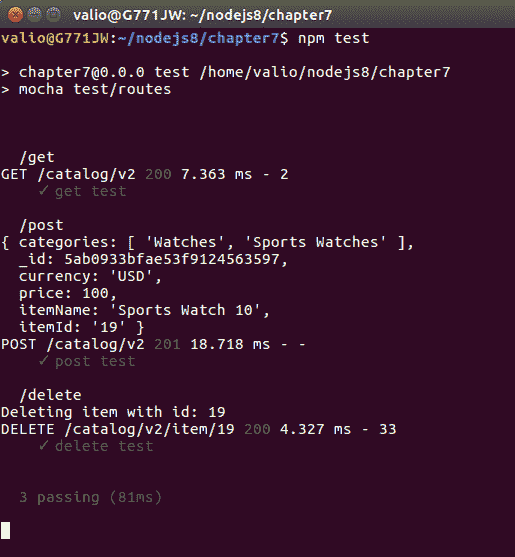 valio@G771JW: ~/nodejs8/chapter7
valio@G771JW:~/nodejs8/chapter7$ npm test
> chapter7@0.0.0 test /home/valio/nodejs8/chapter7
> mocha test/routes
/get
GET /catalog/v2 200 7.363 ms - 2
✓ get test
/post
{ categories: [ 'Watches', 'Sports Watches' ],
_id: 5ab0933bfae53f9124563597,
currency: 'USD',
price: 100,
itemName: 'Sports Watch 10',
itemId: '19' }
POST /catalog/v2 201 18.718 ms - -
✓ post test
/delete
Deleting item with id: 19
DELETE /catalog/v2/item/19 200 4.327 ms - 33
✓ delete test
3 passing (81ms)